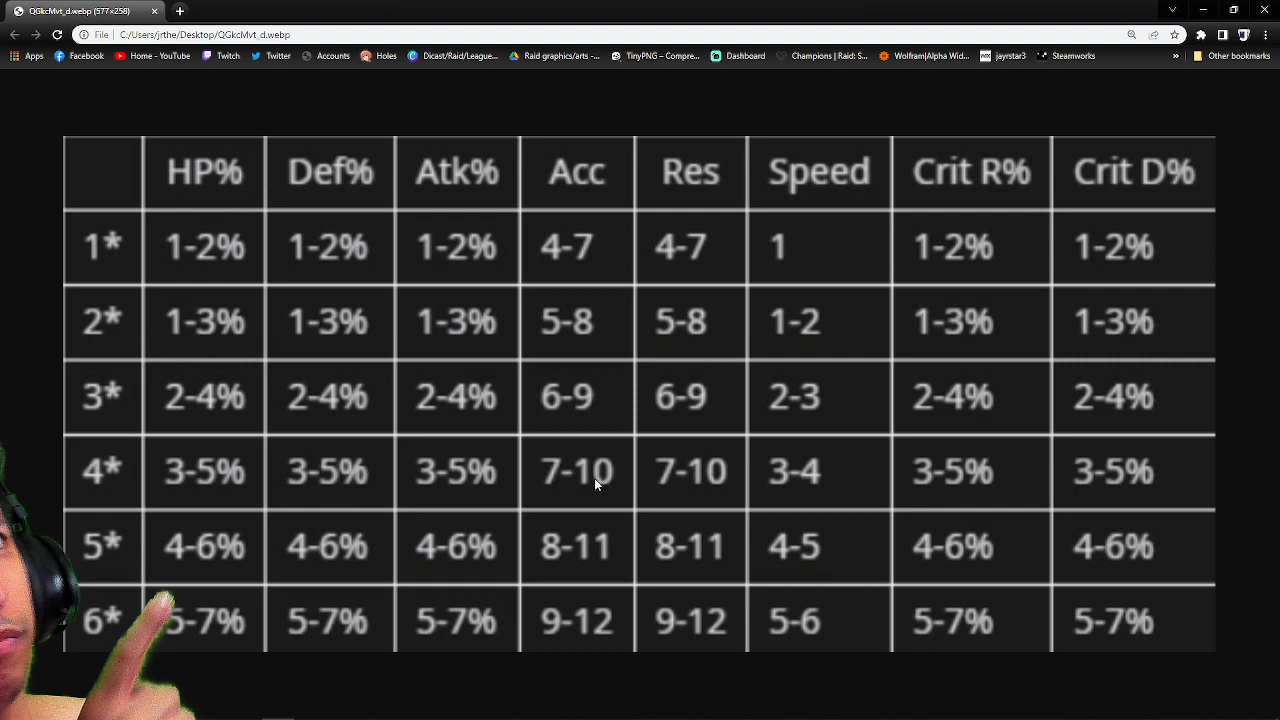 QGkcMvt_d.webp (577×258)
File C:/Users/jrthe/Desktop/QGkcMvt_d.webp
Apps Facebook Home - YouTube Twitch Twitter Accounts Holes Dicast/Raid/League... Raid graphics/arts -... TinyPNG – Compre... Dashboard Champions | Raid: S... Wolfram|Alpha Wid... WIX jayrstar3 Steamworks » Other bookmarks
HP% Def% Atk% Acc Res Speed Crit R% Crit D%
1* 1-2% 1-2% 1-2% 4-7 4-7 1 1-2% 1-2%
2* 1-3% 1-3% 1-3% 5-8 5-8 1-2 1-3% 1-3%
3* 2-4% 2-4% 2-4% 6-9 6-9 2-3 2-4% 2-4%
4* 3-5% 3-5% 3-5% 7-10 7-10 3-4 3-5% 3-5%
5* 4-6% 4-6% 4-6% 8-11 8-11 4-5 4-6% 4-6%
6* 5-7% 5-7% 5-7% 9-12 9-12 5-6 5-7% 5-7%